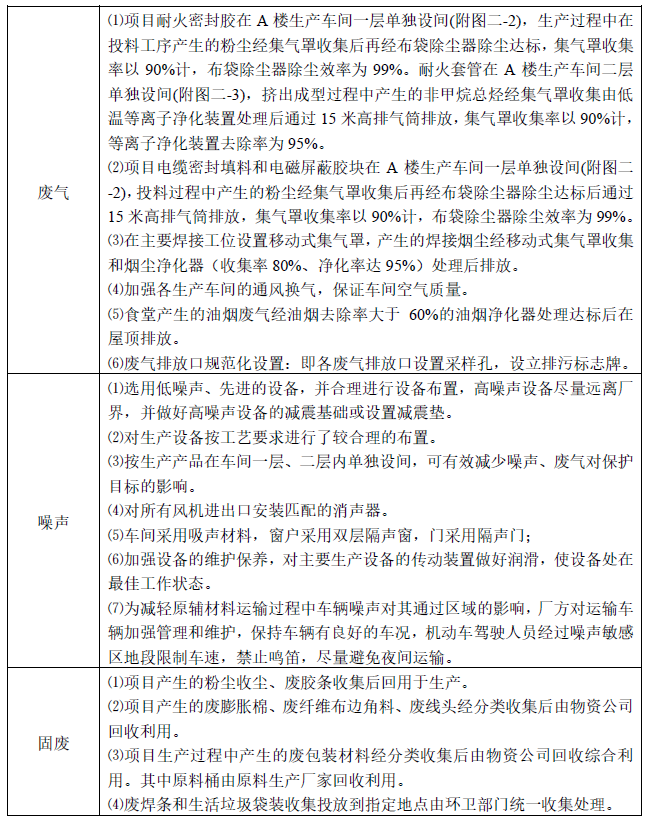 废气
⑴项目耐火密封胶在 A 楼生产车间一层单独设间(附图二-2)，生产过程中在
投料工序产生的粉尘经集气罩收集后再经布袋除尘器除尘达标，集气罩收集
率以 90%计，布袋除尘器除尘效率为 99%。耐火套管在 A 楼生产车间二层
单独设间(附图二-3)，挤出成型过程中产生的非甲烷总烃经集气罩收集由低
温等离子净化装置处理后通过 15 米高排气筒排放，集气罩收集率以 90%计，
等离子净化装置去除率为 95%。
⑵项目电缆密封填料和电磁屏蔽胶块在 A 楼生产车间一层单独设间(附图二
-2)，投料过程中产生的粉尘经集气罩收集后再经布袋除尘器除尘达标后通过
15 米高排气筒排放，集气罩收集率以 90%计，布袋除尘器除尘效率为 99%。
⑶在主要焊接工位设置移动式集气罩，产生的焊接烟尘经移动式集气罩收集
和烟尘净化器（收集率 80%、净化率达 95%）处理后排放。
⑷加强各生产车间的通风换气，保证车间空气质量。
⑸食堂产生的油烟废气经油烟去除率大于 60%的油烟净化器处理达标后在
屋顶排放。
⑹废气排放口规范化设置：即各废气排放口设置采样孔，设立排污标志牌。
噪声
⑴选用低噪声、先进的设备，并合理进行设备布置，高噪声设备尽量远离厂
界，并做好高噪声设备的减震基础或设置减震垫。
⑵对生产设备按工艺要求进行了较合理的布置。
⑶按生产产品在车间一层、二层内单独设间，可有效减少噪声、废气对保护
目标的影响。
⑷对所有风机进出口安装匹配的消声器。
⑸车间采用吸声材料，窗户采用双层隔声窗，门采用隔声门；
⑹加强设备的维护保养，对主要生产设备的传动装置做好润滑，使设备处在
最佳工作状态。
⑺为减轻原辅材料运输过程中车辆噪声对其通过区域的影响，厂方对运输车
辆加强管理和维护，保持车辆有良好的车况，机动车驾驶人员经过噪声敏感
区地段限制车速，禁止鸣笛，尽量避免夜间运输。
固废
⑴项目产生的粉尘收尘、废胶条收集后回用于生产。
⑵项目产生的废膨胀棉、废纤维布边角料、废线头经分类收集后由物资公司
回收利用。
⑶项目生产过程中产生的废包装材料经分类收集后由物资公司回收综合利
用。其中原料桶由原料生产厂家回收利用。
⑷废焊条和生活垃圾袋装收集投放到指定地点由环卫部门统一收集处理。